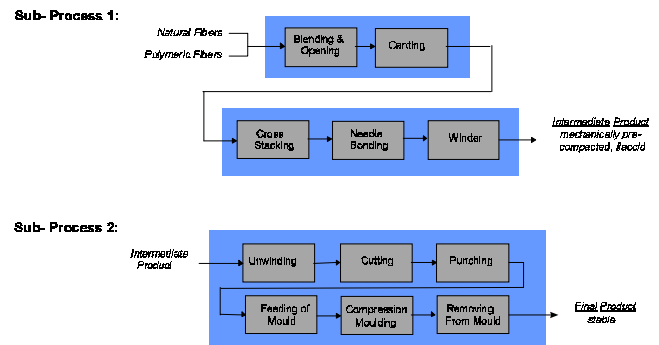 Sub- Process 1:
Natural Fibers
Polymeric Fibers
Blending &
Opening
Carding
Cross
Stacking
Needle
Bonding
Winder
Intermediate Product
mechanically pre-
compacted, flaccid
Sub- Process 2:
Intermediate
Product
Unwinding
Cutting
Punching
Feeding of
Mould
Compression
Moulding
Removing
From Mould
Final Product
stable